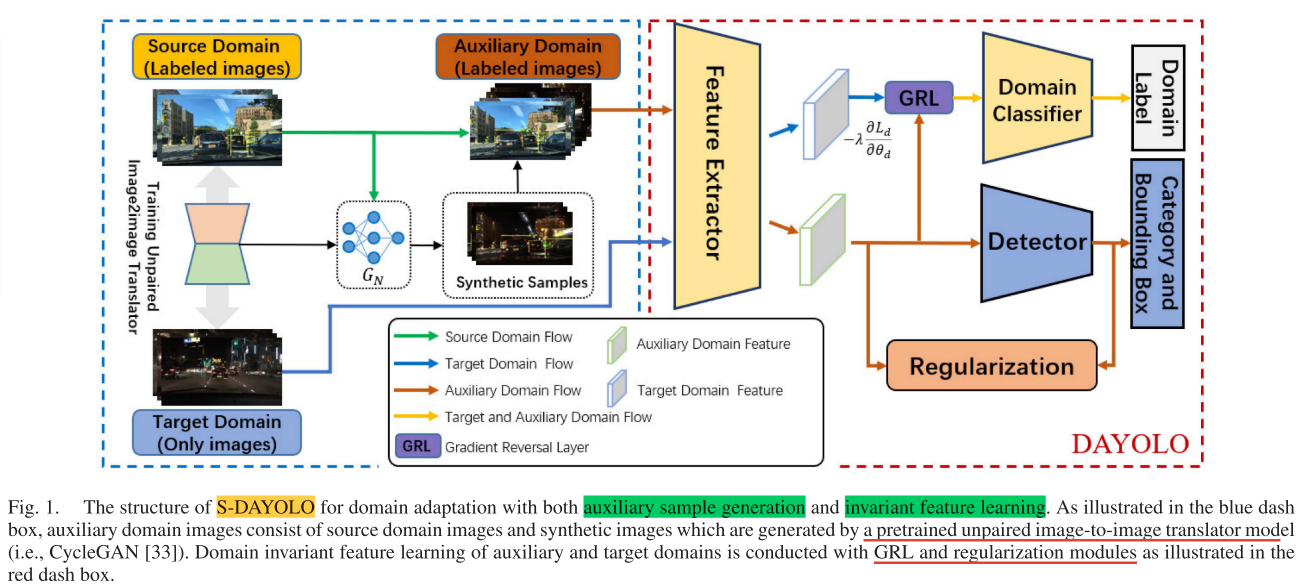 Source Domain
(Labeled images)
Auxiliary Domain
(Labeled images)
Training Unpaired
Image2image Translator
G_N
Synthetic Samples
Target Domain
(Only images)
Feature Extractor
−λ ∂L_d/∂θ_d
GRL
Domain
Classifier
Domain
Label
Detector
Category and
Bounding Box
Regularization
DAYOLO
Source Domain Flow
Target Domain Flow
Auxiliary Domain Flow
Target and Auxiliary Domain Flow
GRL Gradient Reversal Layer
Auxiliary Domain Feature
Target Domain Feature
Fig. 1. The structure of S-DAYOLO for domain adaptation with both auxiliary sample generation and invariant feature learning. As illustrated in the blue dash
box, auxiliary domain images consist of source domain images and synthetic images which are generated by a pretrained unpaired image-to-image translator model
(i.e., CycleGAN [33]). Domain invariant feature learning of auxiliary and target domains is conducted with GRL and regularization modules as illustrated in the
red dash box.